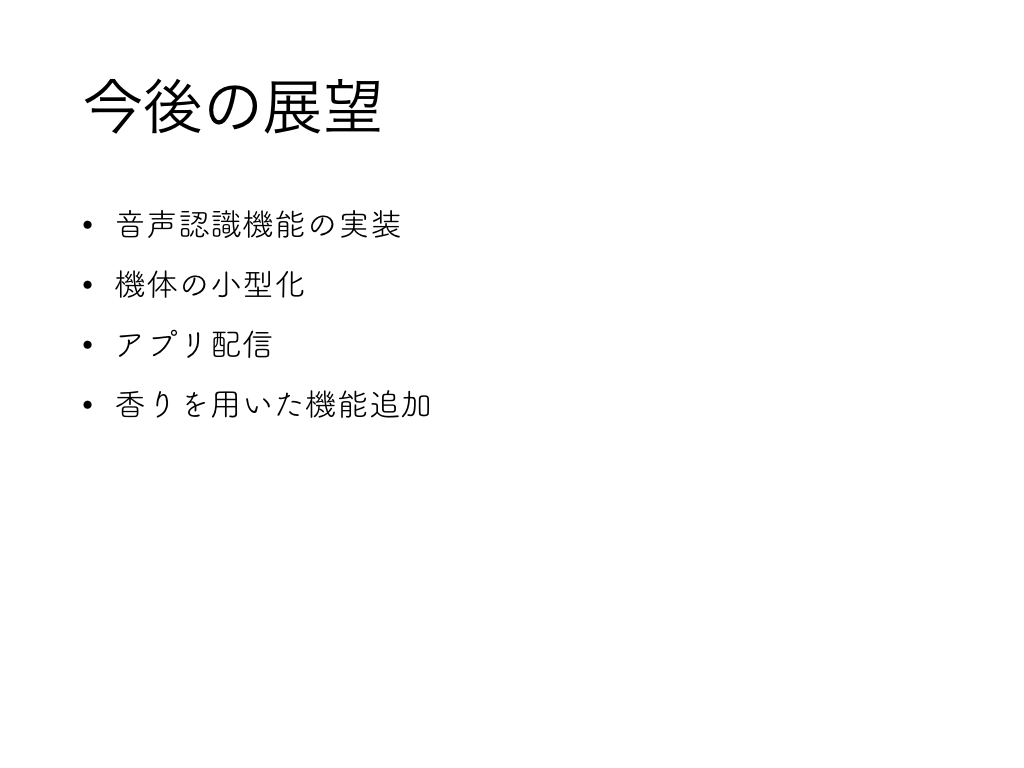 今後の展望
• 音声認識機能の実装
• 機体の小型化
• アプリ配信
• 香りを用いた機能追加